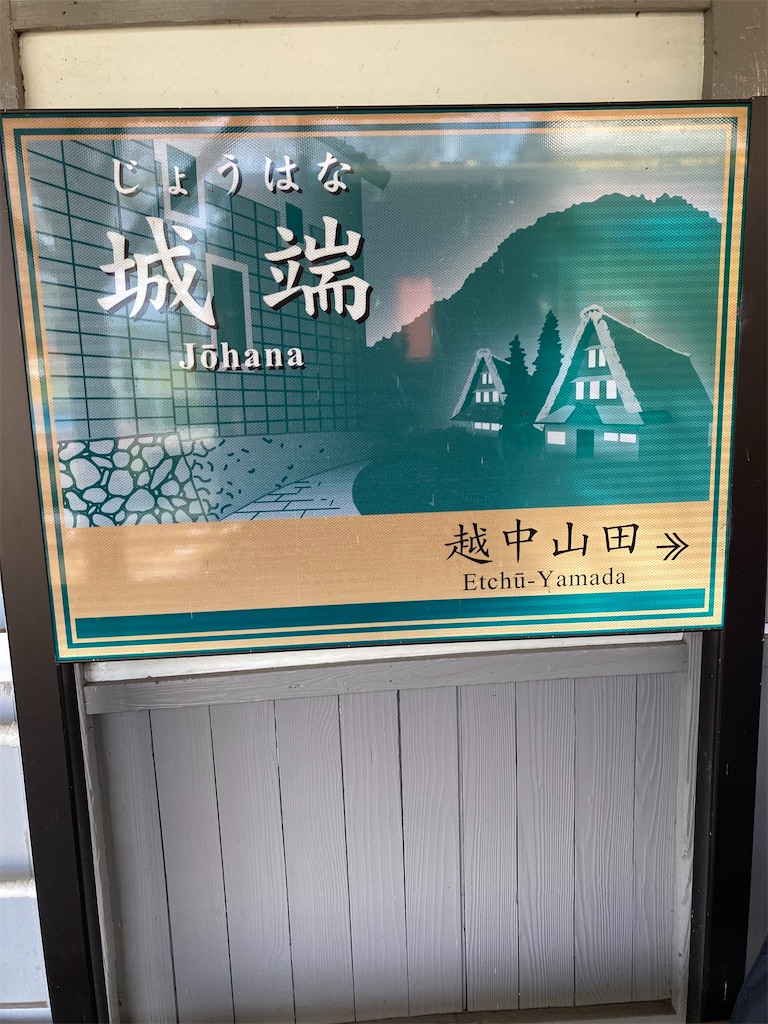 じょうはな
城端
Jōhana
越中山田
Etchū-Yamada